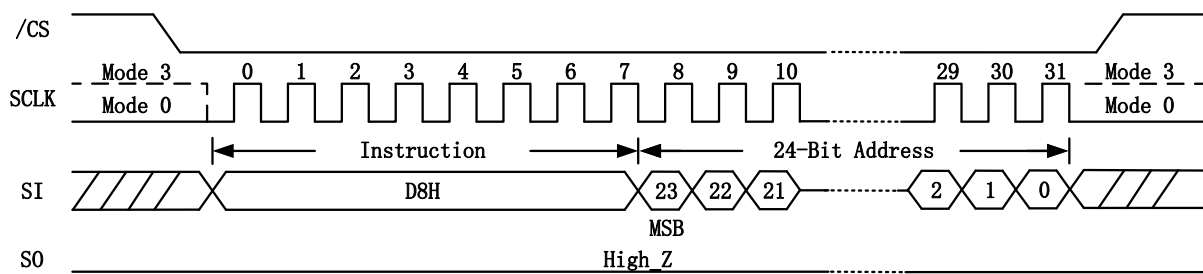 /CS
Mode 3 0 1 2 3 4 5 6 7 8 9 10 29 30 31 Mode 3
SCLK
Mode 0 Mode 0
Instruction 24-Bit Address
SI D8H 23 22 21 2 1 0
MSB
SO High_Z